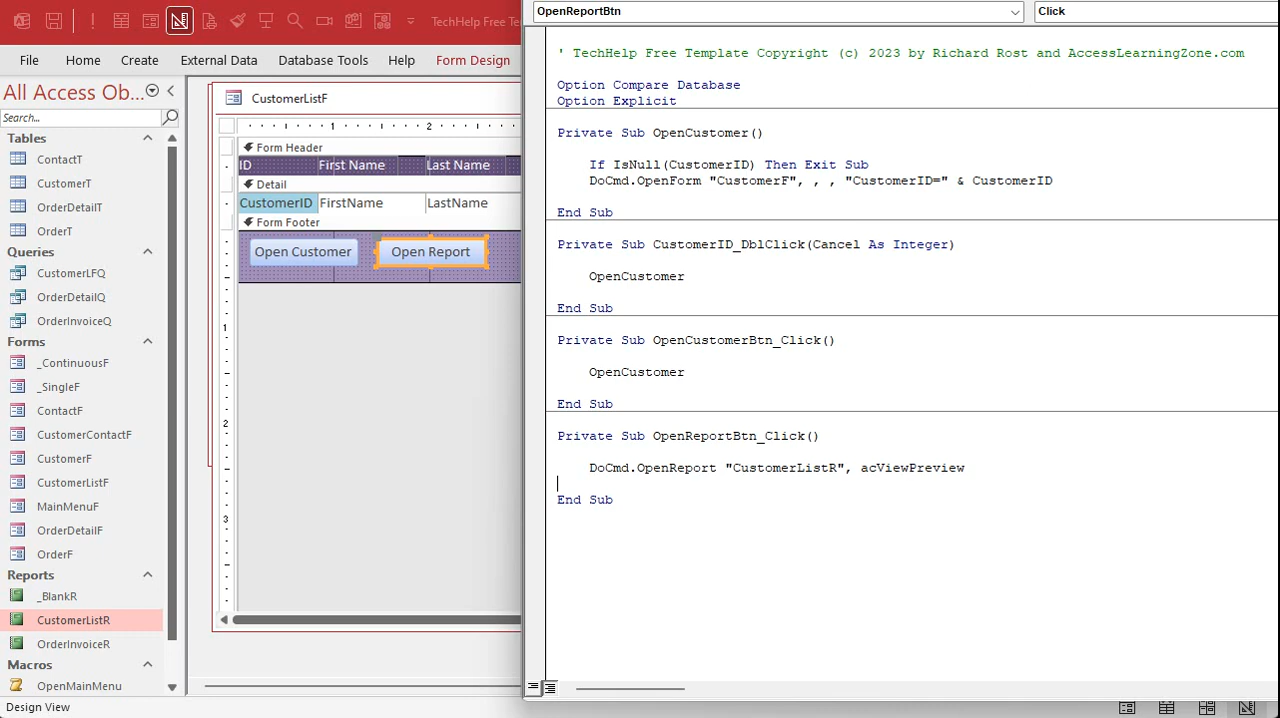 TechHelp Free Te
File Home Create External Data Database Tools Help Form Design
All Access Ob...
Search...
Tables
ContactT
CustomerT
OrderDetailT
OrderT
Queries
CustomerLFQ
OrderDetailQ
OrderInvoiceQ
Forms
_ContinuousF
_SingleF
ContactF
CustomerContactF
CustomerF
CustomerListF
MainMenuF
OrderDetailF
OrderF
Reports
_BlankR
CustomerListR
OrderInvoiceR
Macros
OpenMainMenu
Design View
CustomerListF
1 2
Form Header
ID First Name Last Name
Detail
CustomerID FirstName LastName
Form Footer
Open Customer Open Report
1
2
3
OpenReportBtn Click
' TechHelp Free Template Copyright (c) 2023 by Richard Rost and AccessLearningZone.com
Option Compare Database
Option Explicit
Private Sub OpenCustomer()
If IsNull(CustomerID) Then Exit Sub
DoCmd.OpenForm "CustomerF", , , "CustomerID=" & CustomerID
End Sub
Private Sub CustomerID_DblClick(Cancel As Integer)
OpenCustomer
End Sub
Private Sub OpenCustomerBtn_Click()
OpenCustomer
End Sub
Private Sub OpenReportBtn_Click()
DoCmd.OpenReport "CustomerListR", acViewPreview
End Sub